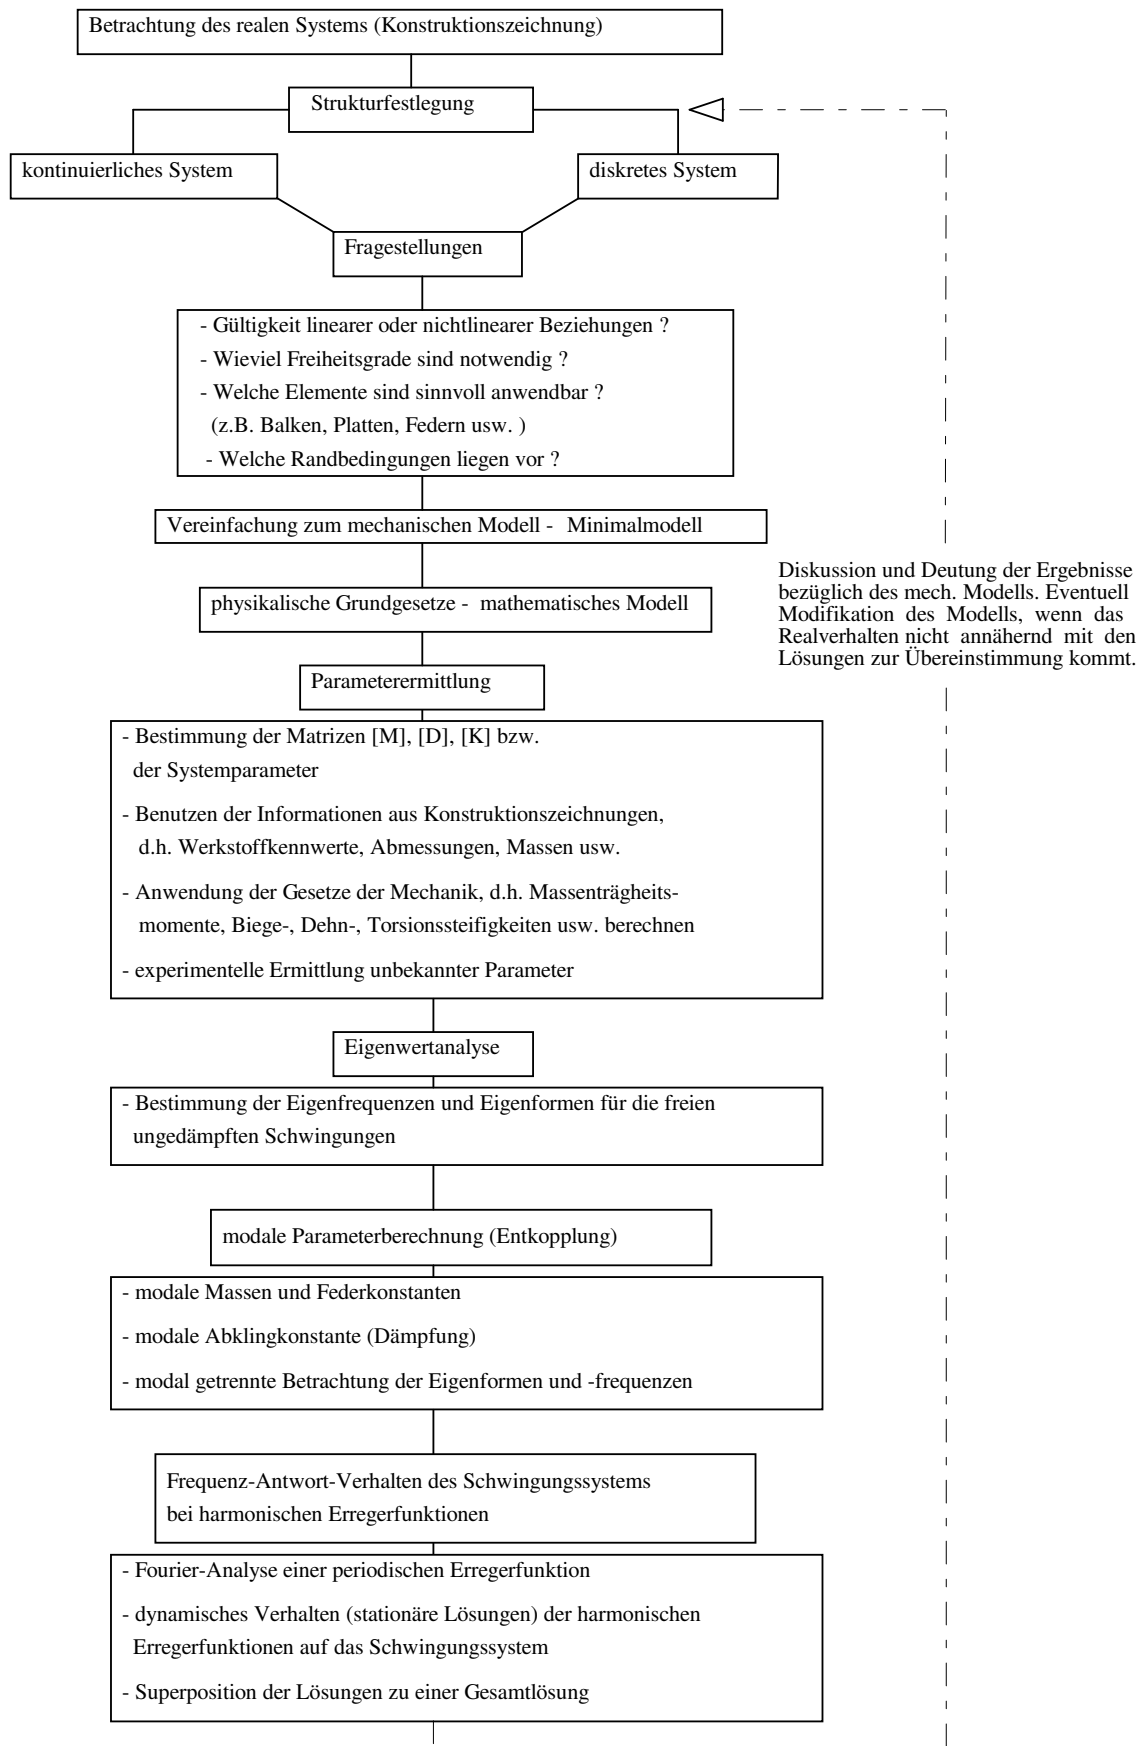 Betrachtung des realen Systems (Konstruktionszeichnung)
Strukturfestlegung
kontinuierliches System
diskretes System
Fragestellungen
- Gültigkeit linearer oder nichtlinearer Beziehungen ?
- Wieviel Freiheitsgrade sind notwendig ?
- Welche Elemente sind sinnvoll anwendbar ?
(z.B. Balken, Platten, Federn usw. )
- Welche Randbedingungen liegen vor ?
Vereinfachung zum mechanischen Modell - Minimalmodell
physikalische Grundgesetze - mathematisches Modell
Diskussion und Deutung der Ergebnisse
bezüglich des mech. Modells. Eventuell
Modifikation des Modells, wenn das
Realverhalten nicht annähernd mit den
Lösungen zur Übereinstimmung kommt.
Parameterermittlung
- Bestimmung der Matrizen [M], [D], [K] bzw.
der Systemparameter
- Benutzen der Informationen aus Konstruktionszeichnungen,
d.h. Werkstoffkennwerte, Abmessungen, Massen usw.
- Anwendung der Gesetze der Mechanik, d.h. Massenträgheits-
momente, Biege-, Dehn-, Torsionssteifigkeiten usw. berechnen
- experimentelle Ermittlung unbekannter Parameter
Eigenwertanalyse
- Bestimmung der Eigenfrequenzen und Eigenformen für die freien
ungedämpften Schwingungen
modale Parameterberechnung (Entkopplung)
- modale Massen und Federkonstanten
- modale Abklingkonstante (Dämpfung)
- modal getrennte Betrachtung der Eigenformen und -frequenzen
Frequenz-Antwort-Verhalten des Schwingungssystems
bei harmonischen Erregerfunktionen
- Fourier-Analyse einer periodischen Erregerfunktion
- dynamisches Verhalten (stationäre Lösungen) der harmonischen
Erregerfunktionen auf das Schwingungssystem
- Superposition der Lösungen zu einer Gesamtlösung